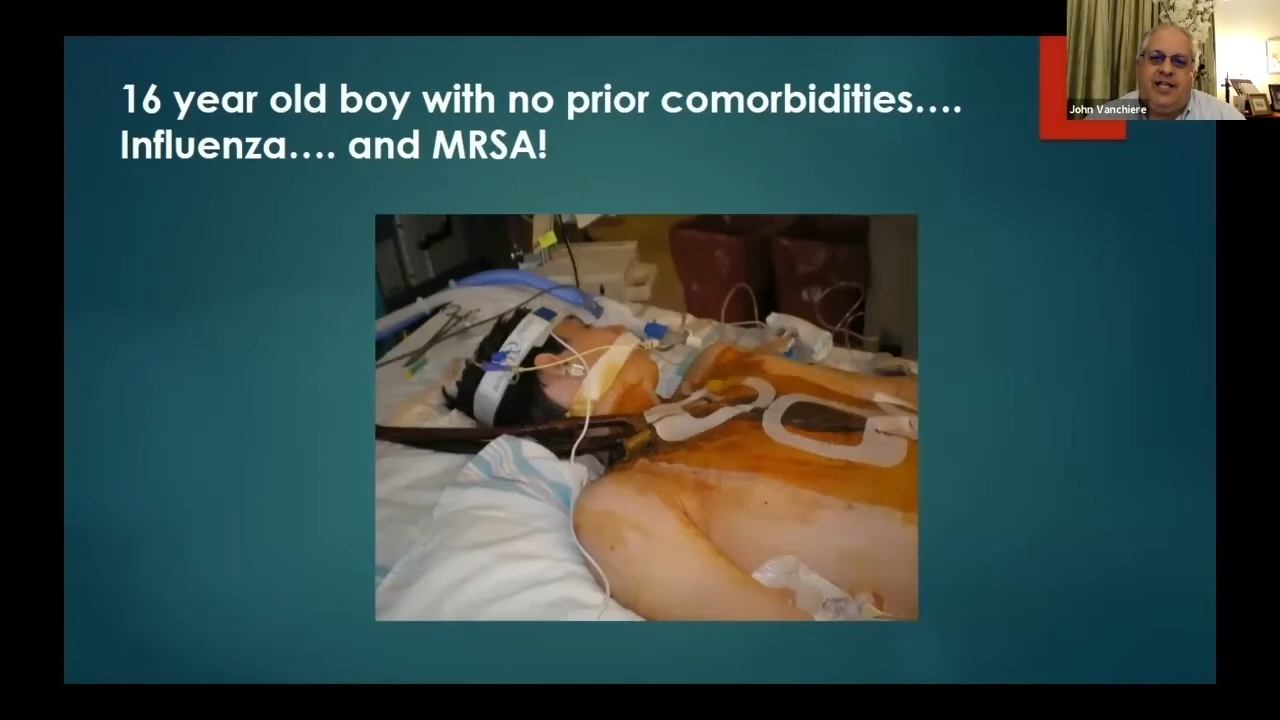 16 year old boy with no prior comorbidities….
Influenza…. and MRSA!
John Vanchiere